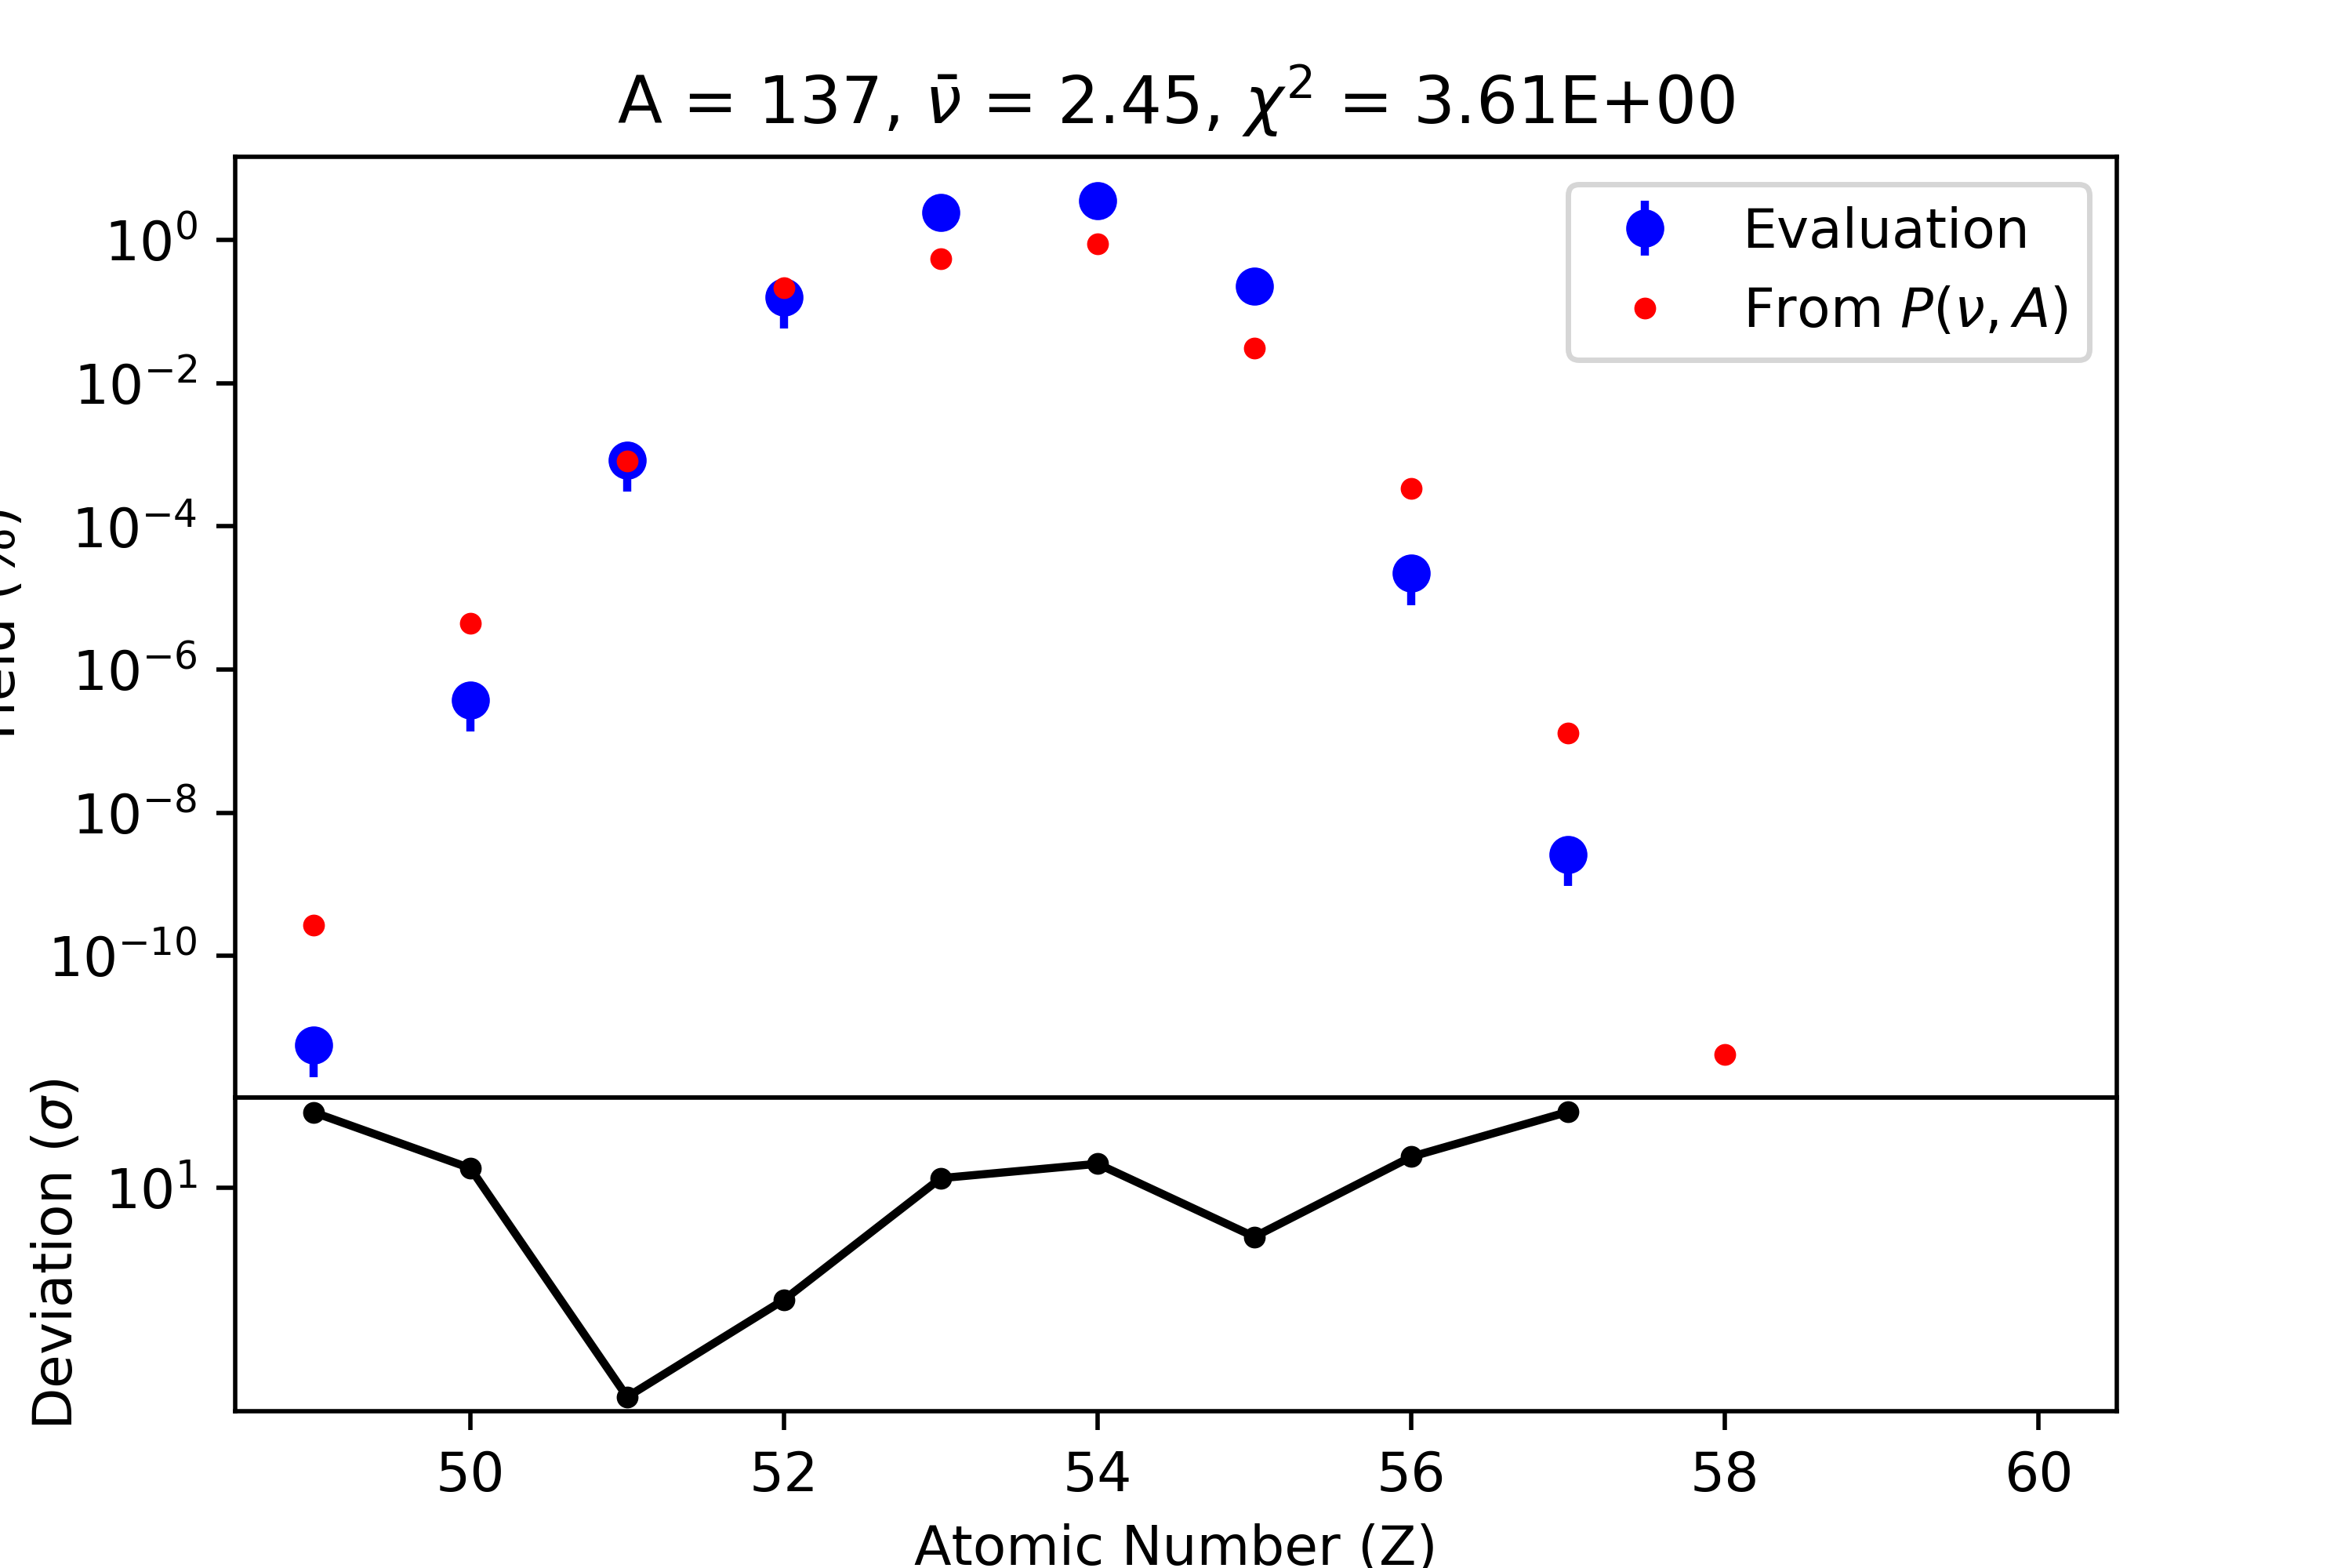 A = 137, ν̄ = 2.45, χ² = 3.61E+00
Evaluation
From P(ν, A)
10⁰
10⁻²
10⁻⁴
10⁻⁶
10⁻⁸
10⁻¹⁰
(%)
10¹
Deviation (σ)
50 52 54 56 58 60
Atomic Number (Z)